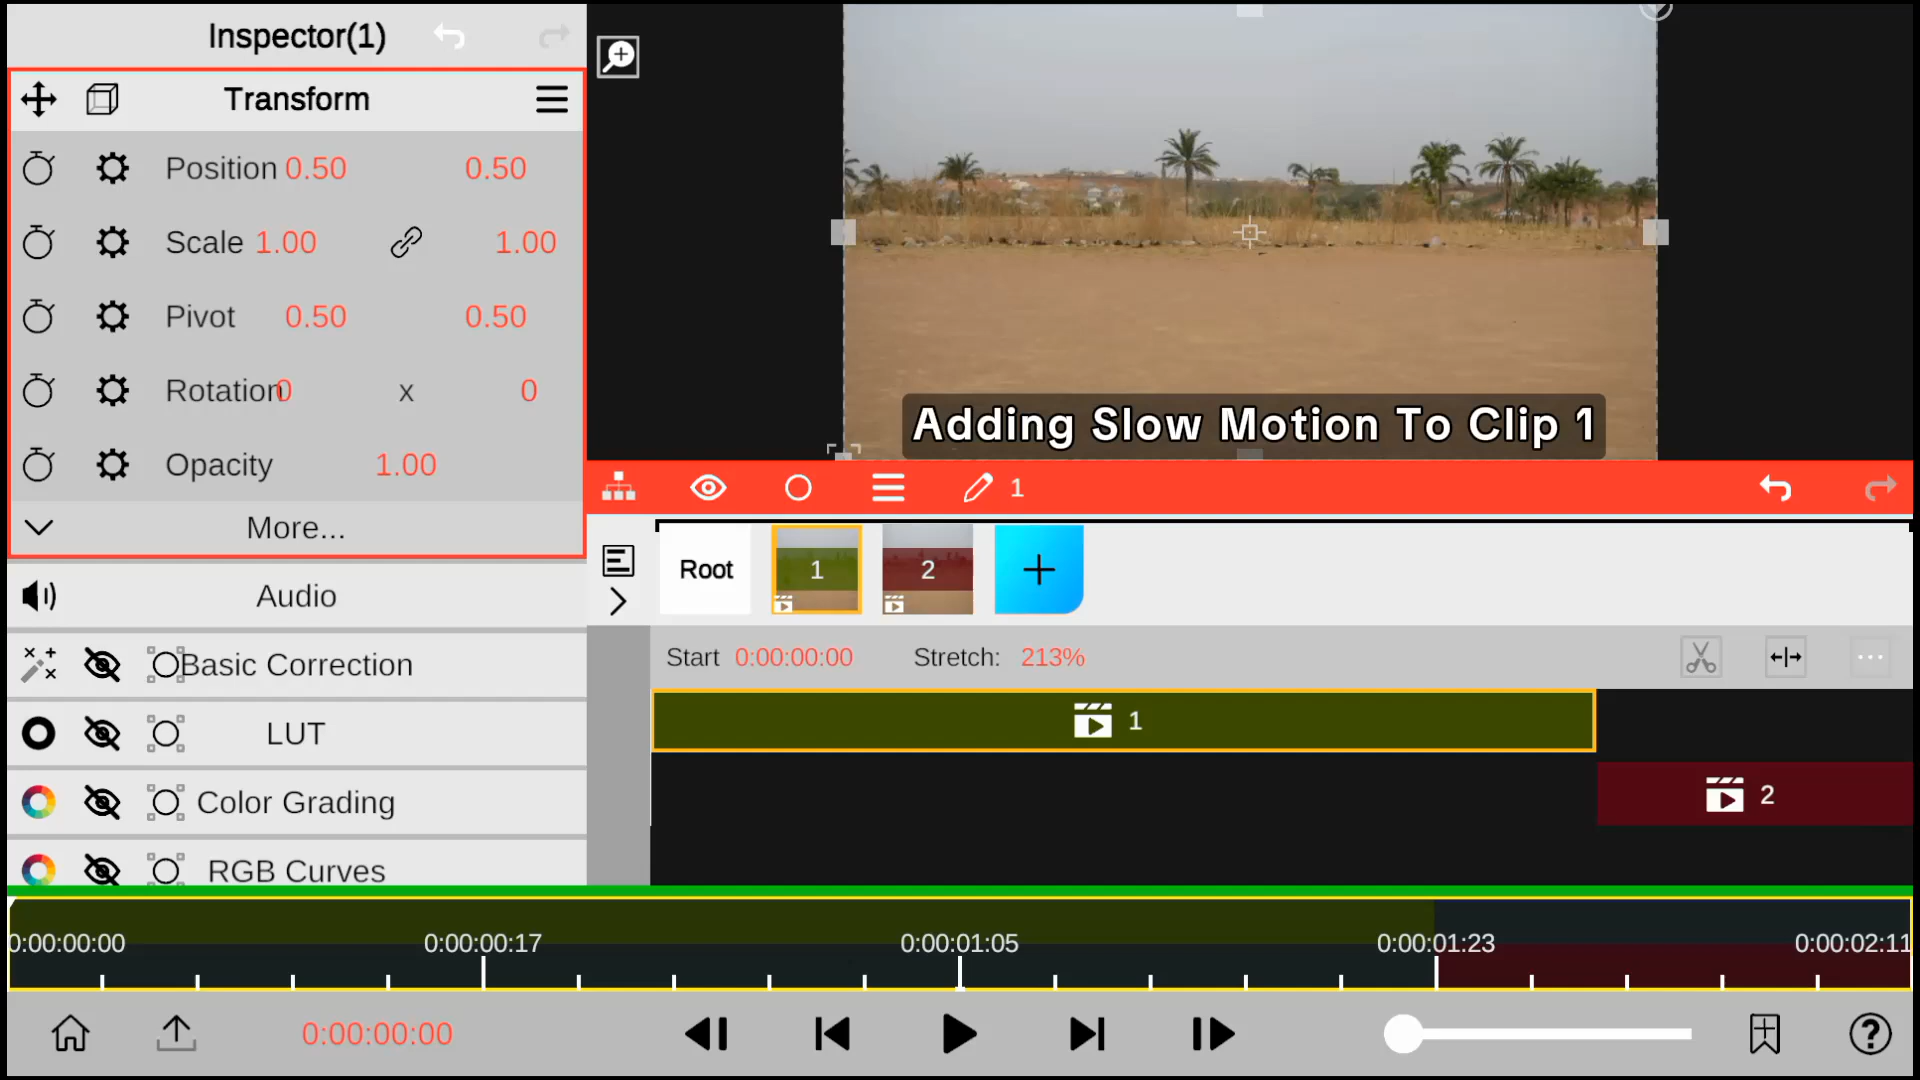 Inspector(1)
Transform
Position 0.50 0.50
Scale 1.00 1.00
Pivot 0.50 0.50
Rotation 0 x 0
Opacity 1.00
More...
Audio
Basic Correction
LUT
Color Grading
RGB Curves
Adding Slow Motion To Clip 1
1
Root 1 2 +
Start 0:00:00:00 Stretch: 213%
1
2
0:00:00:00 0:00:00:17 0:00:01:05 0:00:01:23 0:00:02:11
0:00:00:00